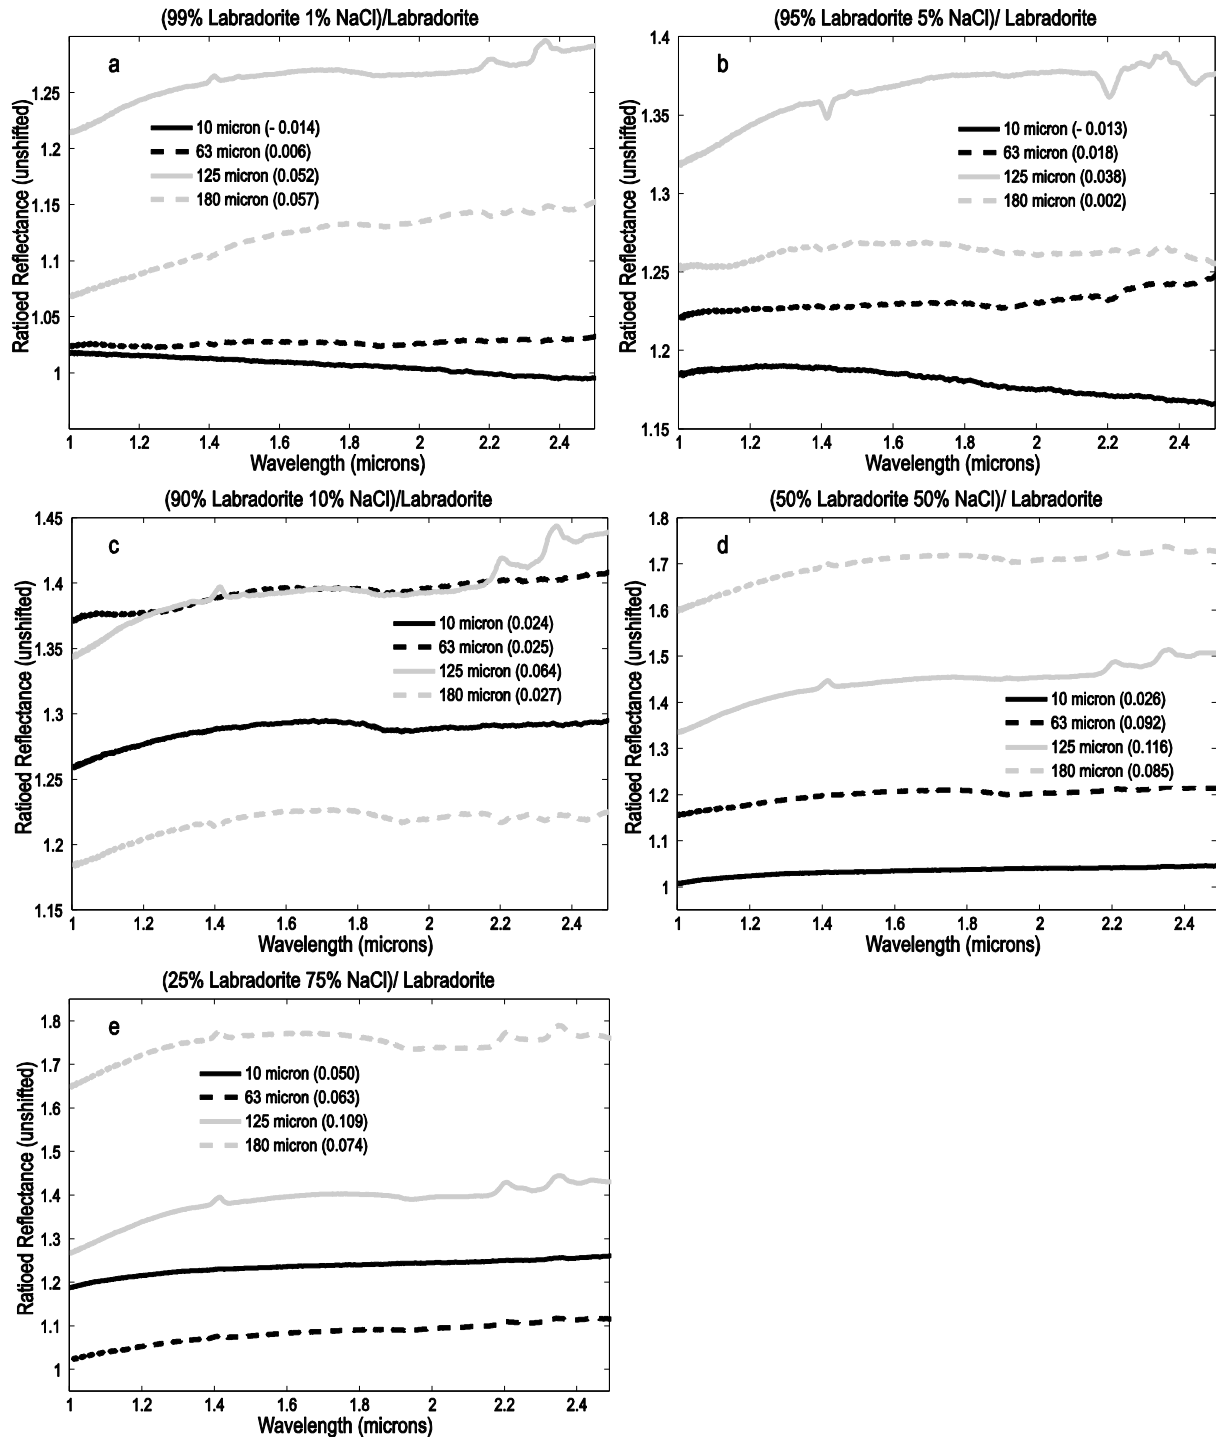 (99% Labradorite 1% NaCl)/Labradorite
a
Ratioed Reflectance (unshifted)
1.25
1.2
1.15
1.1
1.05
1
10 micron (- 0.014)
63 micron (0.006)
125 micron (0.052)
180 micron (0.057)
1 1.2 1.4 1.6 1.8 2 2.2 2.4
Wavelength (microns)
(95% Labradorite 5% NaCl)/ Labradorite
b
Ratioed Reflectance (unshifted)
1.4
1.35
1.3
1.25
1.2
1.15
10 micron (- 0.013)
63 micron (0.018)
125 micron (0.038)
180 micron (0.002)
1 1.2 1.4 1.6 1.8 2 2.2 2.4
Wavelength (microns)
(90% Labradorite 10% NaCl)/Labradorite
c
Ratioed Reflectance (unshifted)
1.45
1.4
1.35
1.3
1.25
1.2
1.15
10 micron (0.024)
63 micron (0.025)
125 micron (0.064)
180 micron (0.027)
1 1.2 1.4 1.6 1.8 2 2.2 2.4
Wavelength (microns)
(50% Labradorite 50% NaCl)/ Labradorite
d
Ratioed Reflectance (unshifted)
1.8
1.7
1.6
1.5
1.4
1.3
1.2
1.1
1
10 micron (0.026)
63 micron (0.092)
125 micron (0.116)
180 micron (0.085)
1 1.2 1.4 1.6 1.8 2 2.2 2.4
Wavelength (microns)
(25% Labradorite 75% NaCl)/ Labradorite
e
Ratioed Reflectance (unshifted)
1.8
1.7
1.6
1.5
1.4
1.3
1.2
1.1
1
10 micron (0.050)
63 micron (0.063)
125 micron (0.109)
180 micron (0.074)
1 1.2 1.4 1.6 1.8 2 2.2 2.4
Wavelength (microns)